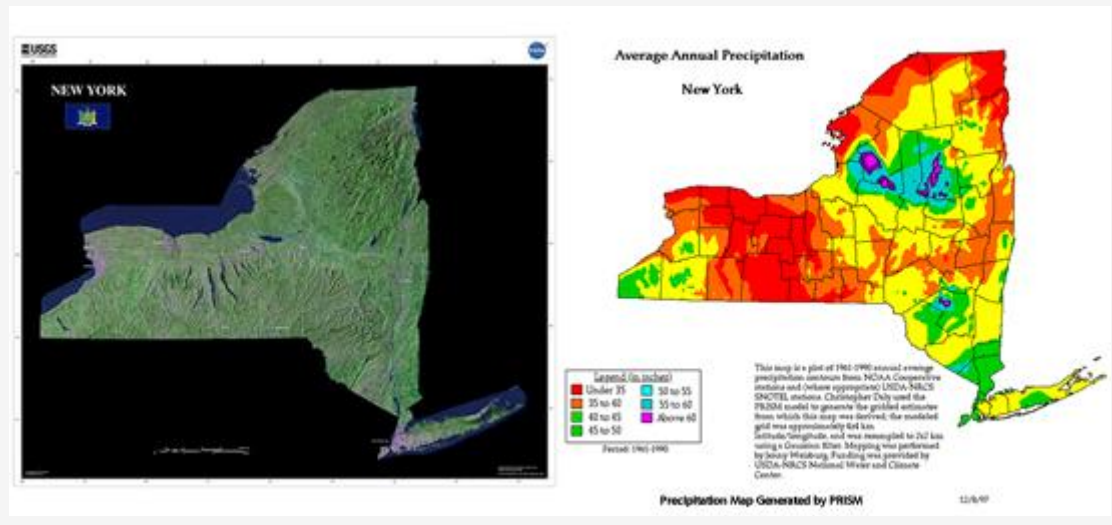 USGS
NEW YORK
Average Annual Precipitation
New York
Legend (in inches)
Under 35
35 to 40
40 to 45
45 to 50
50 to 55
55 to 60
Above 60
Period: 1961-1990
This map is a plot of 1961-1990 annual average
precipitation contours from NOAA Cooperative
stations and (where appropriate) USDA-NRCS
SNOTEL stations. Christopher Daly used the
PRISM model to generate the gridded estimates
from which this map was derived; the modeled
grid was approximately 4x4 km
latitude/longitude, and was resampled to 2x2 km
using a Gaussian filter. Mapping was performed
by Jenny Weisburg. Funding was provided by
USDA-NRCS National Water and Climate
Center.
Precipitation Map Generated by PRISM
12/8/97